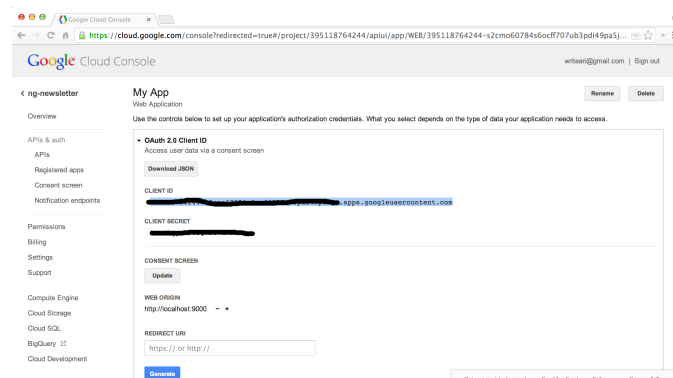 Google Cloud Console
https://cloud.google.com/console?redirected=true#/project/395118764244/apiui/app/WEB/395118764244-s2cmo60784s6ocff707ub3pdi49pa5j...
Google Cloud Console
writeari@gmail.com | Sign out
ng-newsletter
Overview
APIs & auth
APIs
Registered apps
Consent screen
Notification endpoints
Permissions
Billing
Settings
Support
Compute Engine
Cloud Storage
Cloud SQL
BigQuery
Cloud Development
My App
Rename
Delete
Web Application
Use the controls below to set up your application's authorization credentials. What you select depends on the type of data your application needs to access.
OAuth 2.0 Client ID
Access user data via a consent screen
Download JSON
CLIENT ID
.apps.googleusercontent.com
CLIENT SECRET
CONSENT SCREEN
Update
WEB ORIGIN
http://localhost:9000 - +
REDIRECT URI
https:// or http://
Generate